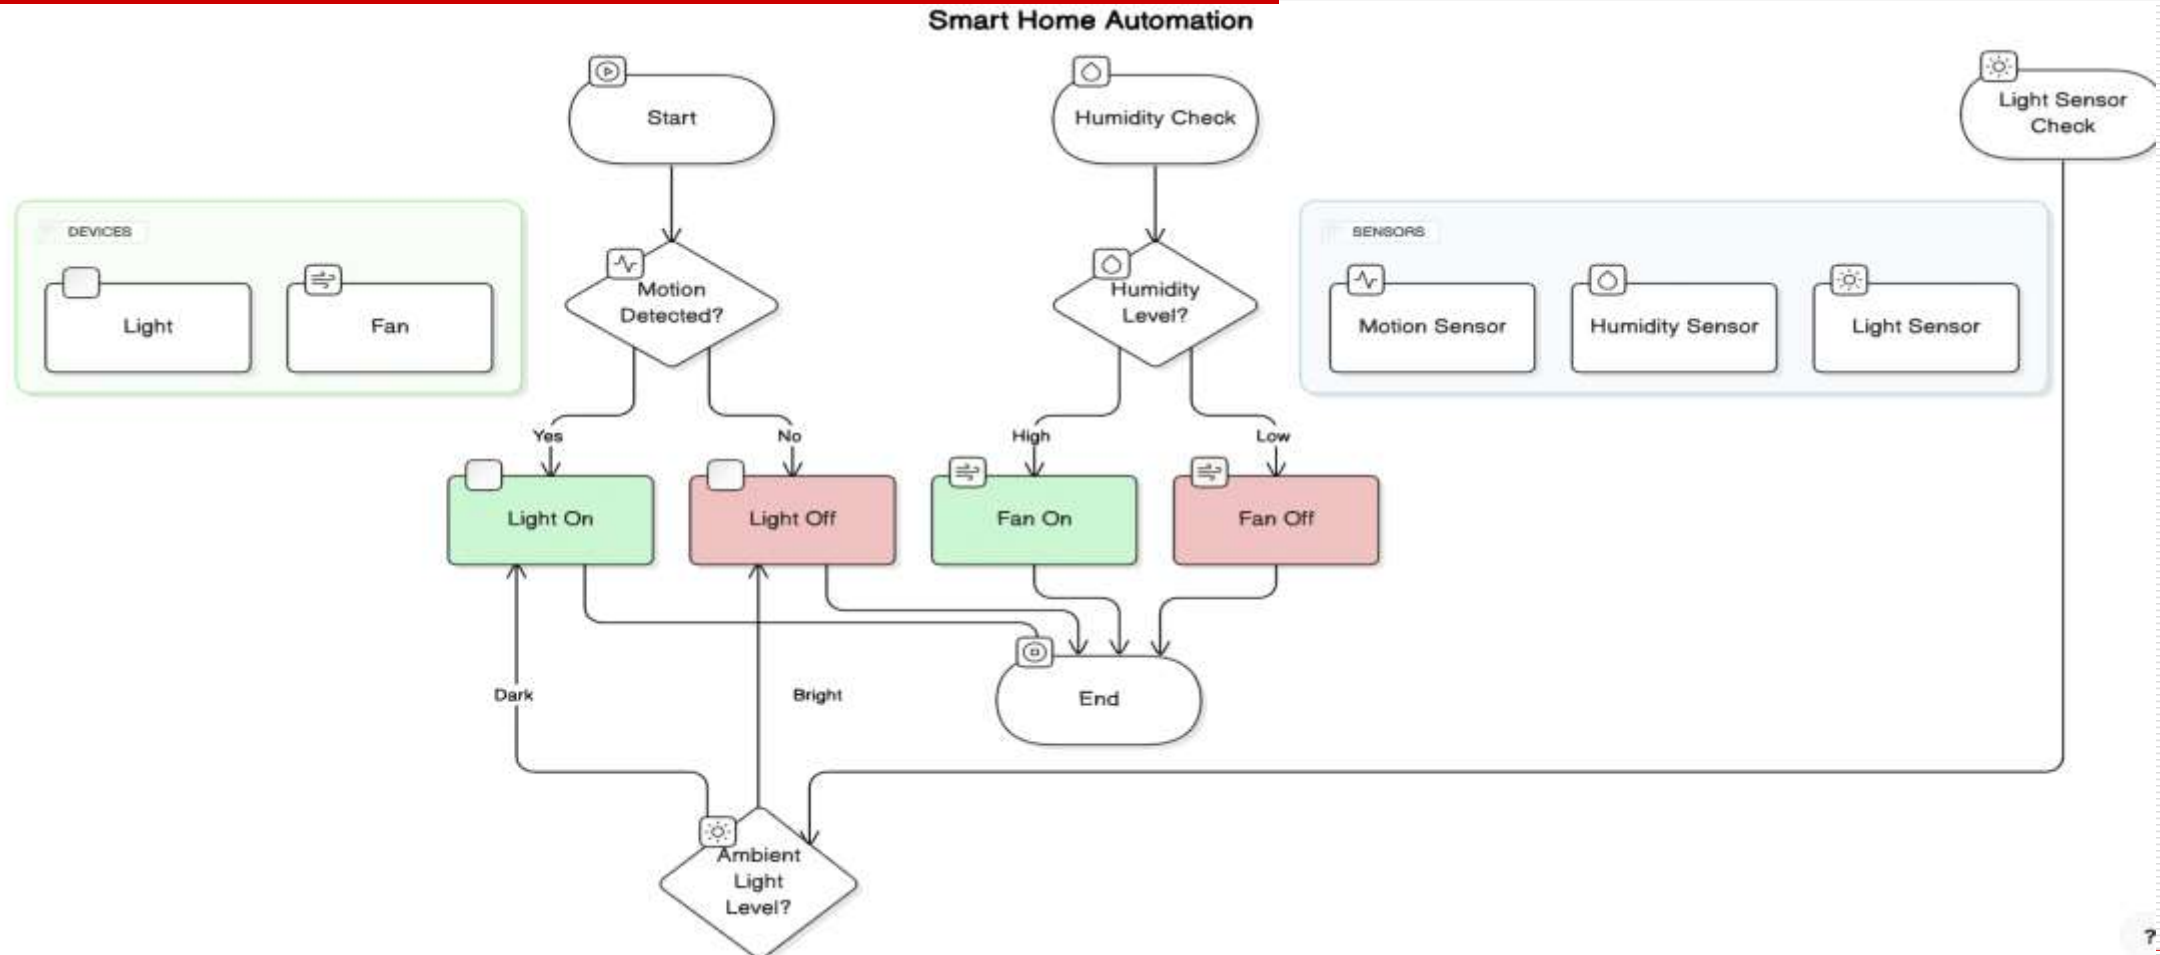 Smart Home Automation
Start
Humidity Check
Light Sensor
Check
DEVICES
Light
Fan
Motion
Detected?
Humidity
Level?
SENSORS
Motion Sensor
Humidity Sensor
Light Sensor
Yes
No
High
Low
Light On
Light Off
Fan On
Fan Off
Dark
Bright
End
Ambient
Light
Level?
?